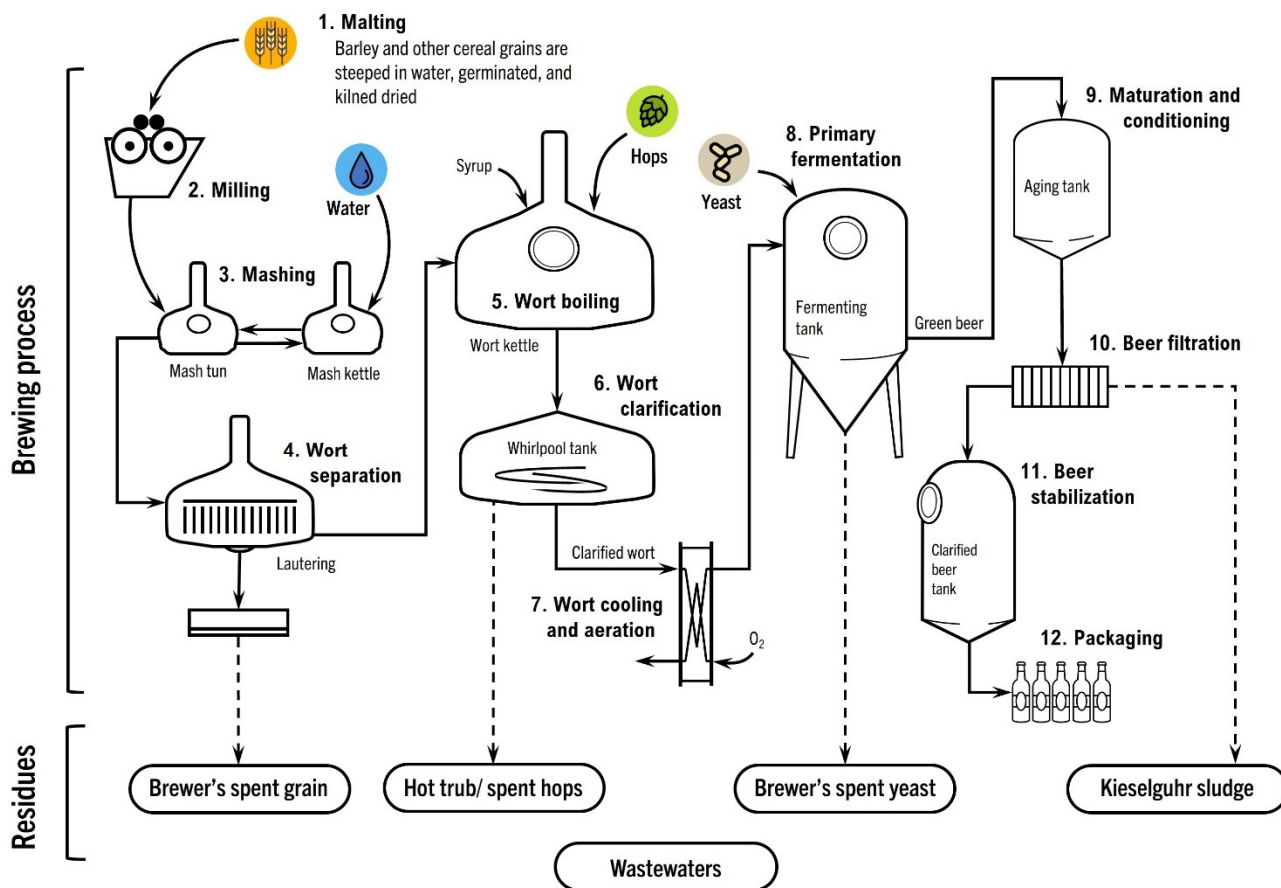 1. Malting
Barley and other cereal grains are
steeped in water, germinated, and
kilned dried
2. Milling
Water
3. Mashing
Mash tun
Mash kettle
4. Wort
separation
Lautering
Syrup
Hops
5. Wort boiling
Wort kettle
6. Wort
clarification
Whirlpool tank
Clarified wort
7. Wort cooling
and aeration
O₂
Yeast
8. Primary
fermentation
Fermenting
tank
Green beer
9. Maturation and
conditioning
Aging tank
10. Beer filtration
11. Beer
stabilization
Clarified
beer
tank
12. Packaging
Brewing process
Residues
Brewer's spent grain
Hot trub/ spent hops
Brewer's spent yeast
Kieselguhr sludge
Wastewaters